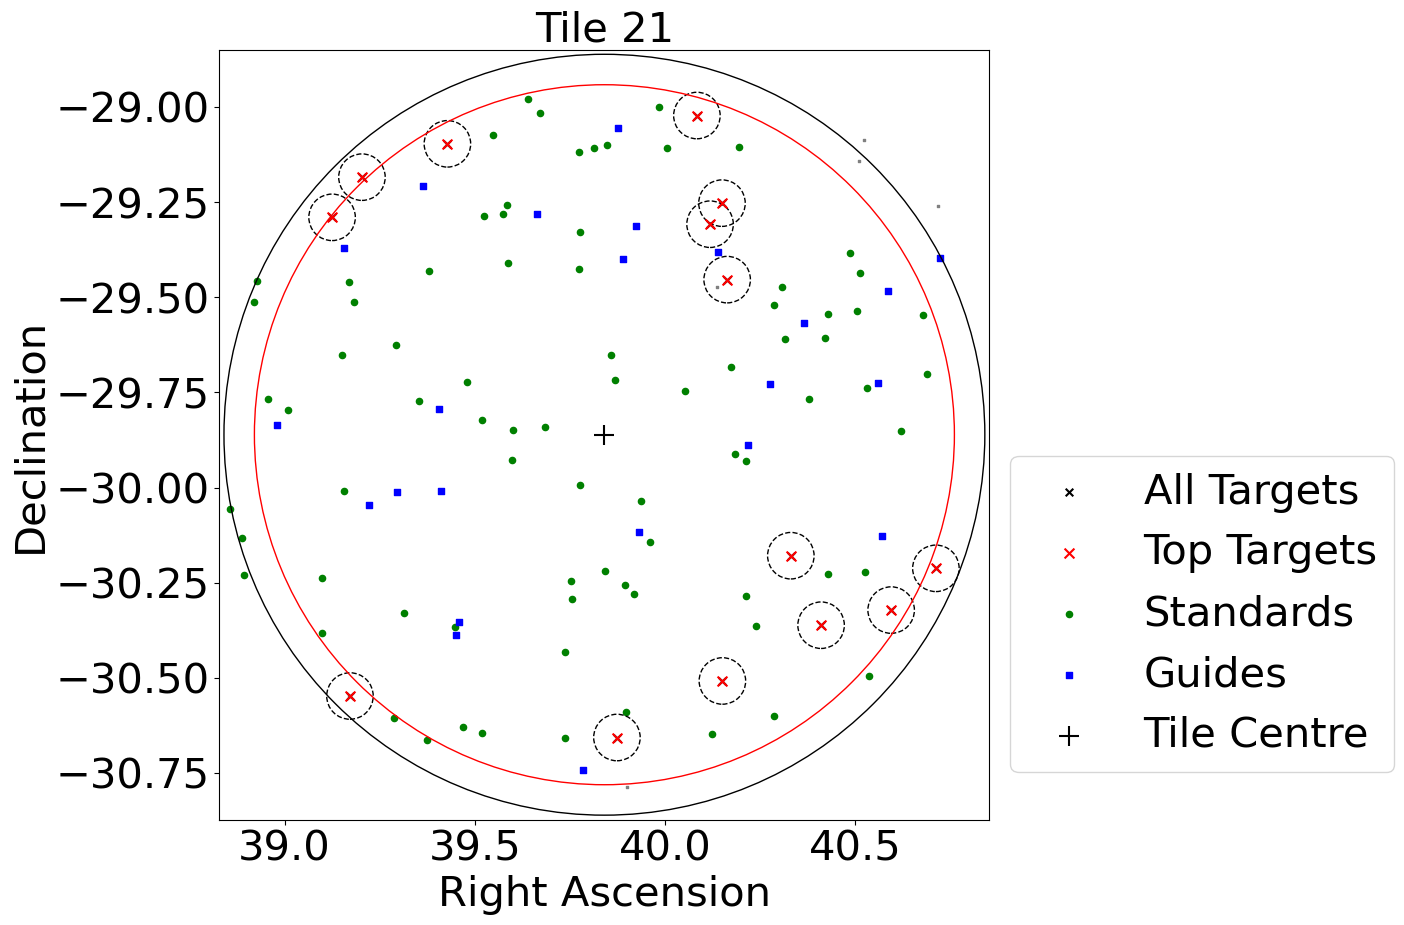 Tile 21
Declination
−29.00
−29.25
−29.50
−29.75
−30.00
−30.25
−30.50
−30.75
39.0 39.5 40.0 40.5
Right Ascension
All Targets
Top Targets
Standards
Guides
Tile Centre